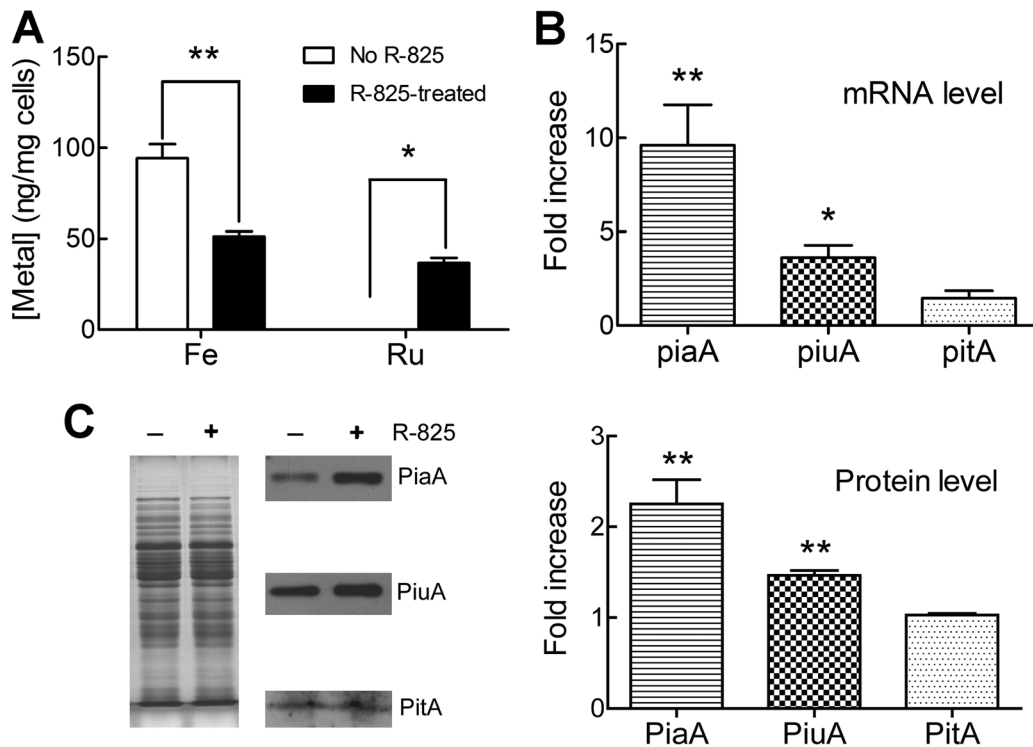 A
150
100
50
0
[Metal] (ng/mg cells)
No R-825
R-825-treated
**
*
Fe
Ru
B
15
10
5
0
Fold increase
mRNA level
**
*
piaA
piuA
pitA
C
– +
– + R-825
PiaA
PiuA
PitA
3
2
1
0
Fold increase
Protein level
**
**
PiaA
PiuA
PitA